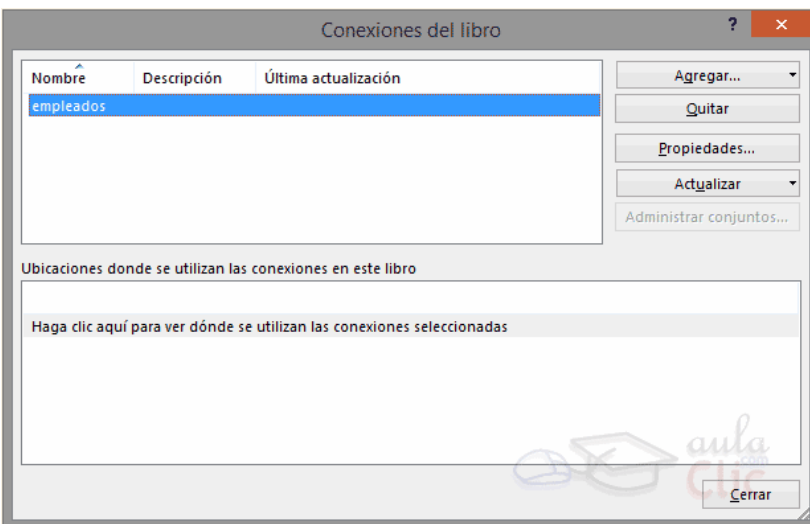 Conexiones del libro
?
Nombre Descripción Última actualización
empleados
Agregar...
Quitar
Propiedades...
Actualizar
Administrar conjuntos...
Ubicaciones donde se utilizan las conexiones en este libro
Haga clic aquí para ver dónde se utilizan las conexiones seleccionadas
aula
.com
Clic
Cerrar